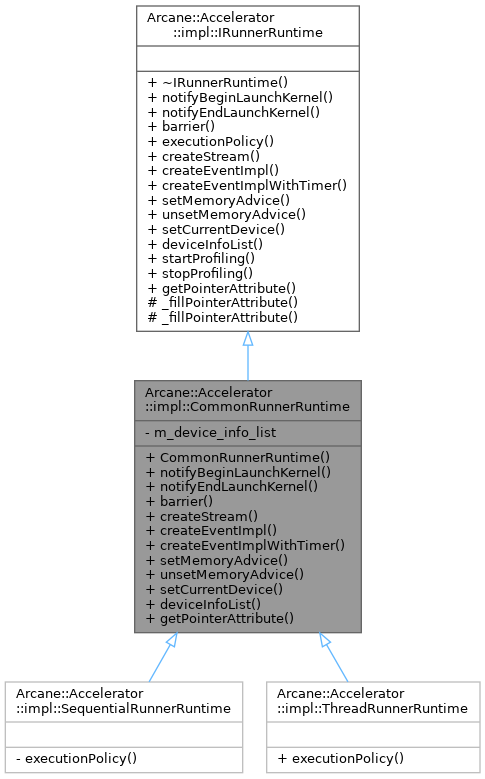 Arcane::Accelerator
::impl::IRunnerRuntime
+ ~IRunnerRuntime()
+ notifyBeginLaunchKernel()
+ notifyEndLaunchKernel()
+ barrier()
+ executionPolicy()
+ createStream()
+ createEventImpl()
+ createEventImplWithTimer()
+ setMemoryAdvice()
+ unsetMemoryAdvice()
+ setCurrentDevice()
+ deviceInfoList()
+ startProfiling()
+ stopProfiling()
+ getPointerAttribute()
# _fillPointerAttribute()
# _fillPointerAttribute()
Arcane::Accelerator
::impl::CommonRunnerRuntime
- m_device_info_list
+ CommonRunnerRuntime()
+ notifyBeginLaunchKernel()
+ notifyEndLaunchKernel()
+ barrier()
+ createStream()
+ createEventImpl()
+ createEventImplWithTimer()
+ setMemoryAdvice()
+ unsetMemoryAdvice()
+ setCurrentDevice()
+ deviceInfoList()
+ getPointerAttribute()
Arcane::Accelerator
::impl::SequentialRunnerRuntime
- executionPolicy()
Arcane::Accelerator
::impl::ThreadRunnerRuntime
+ executionPolicy()